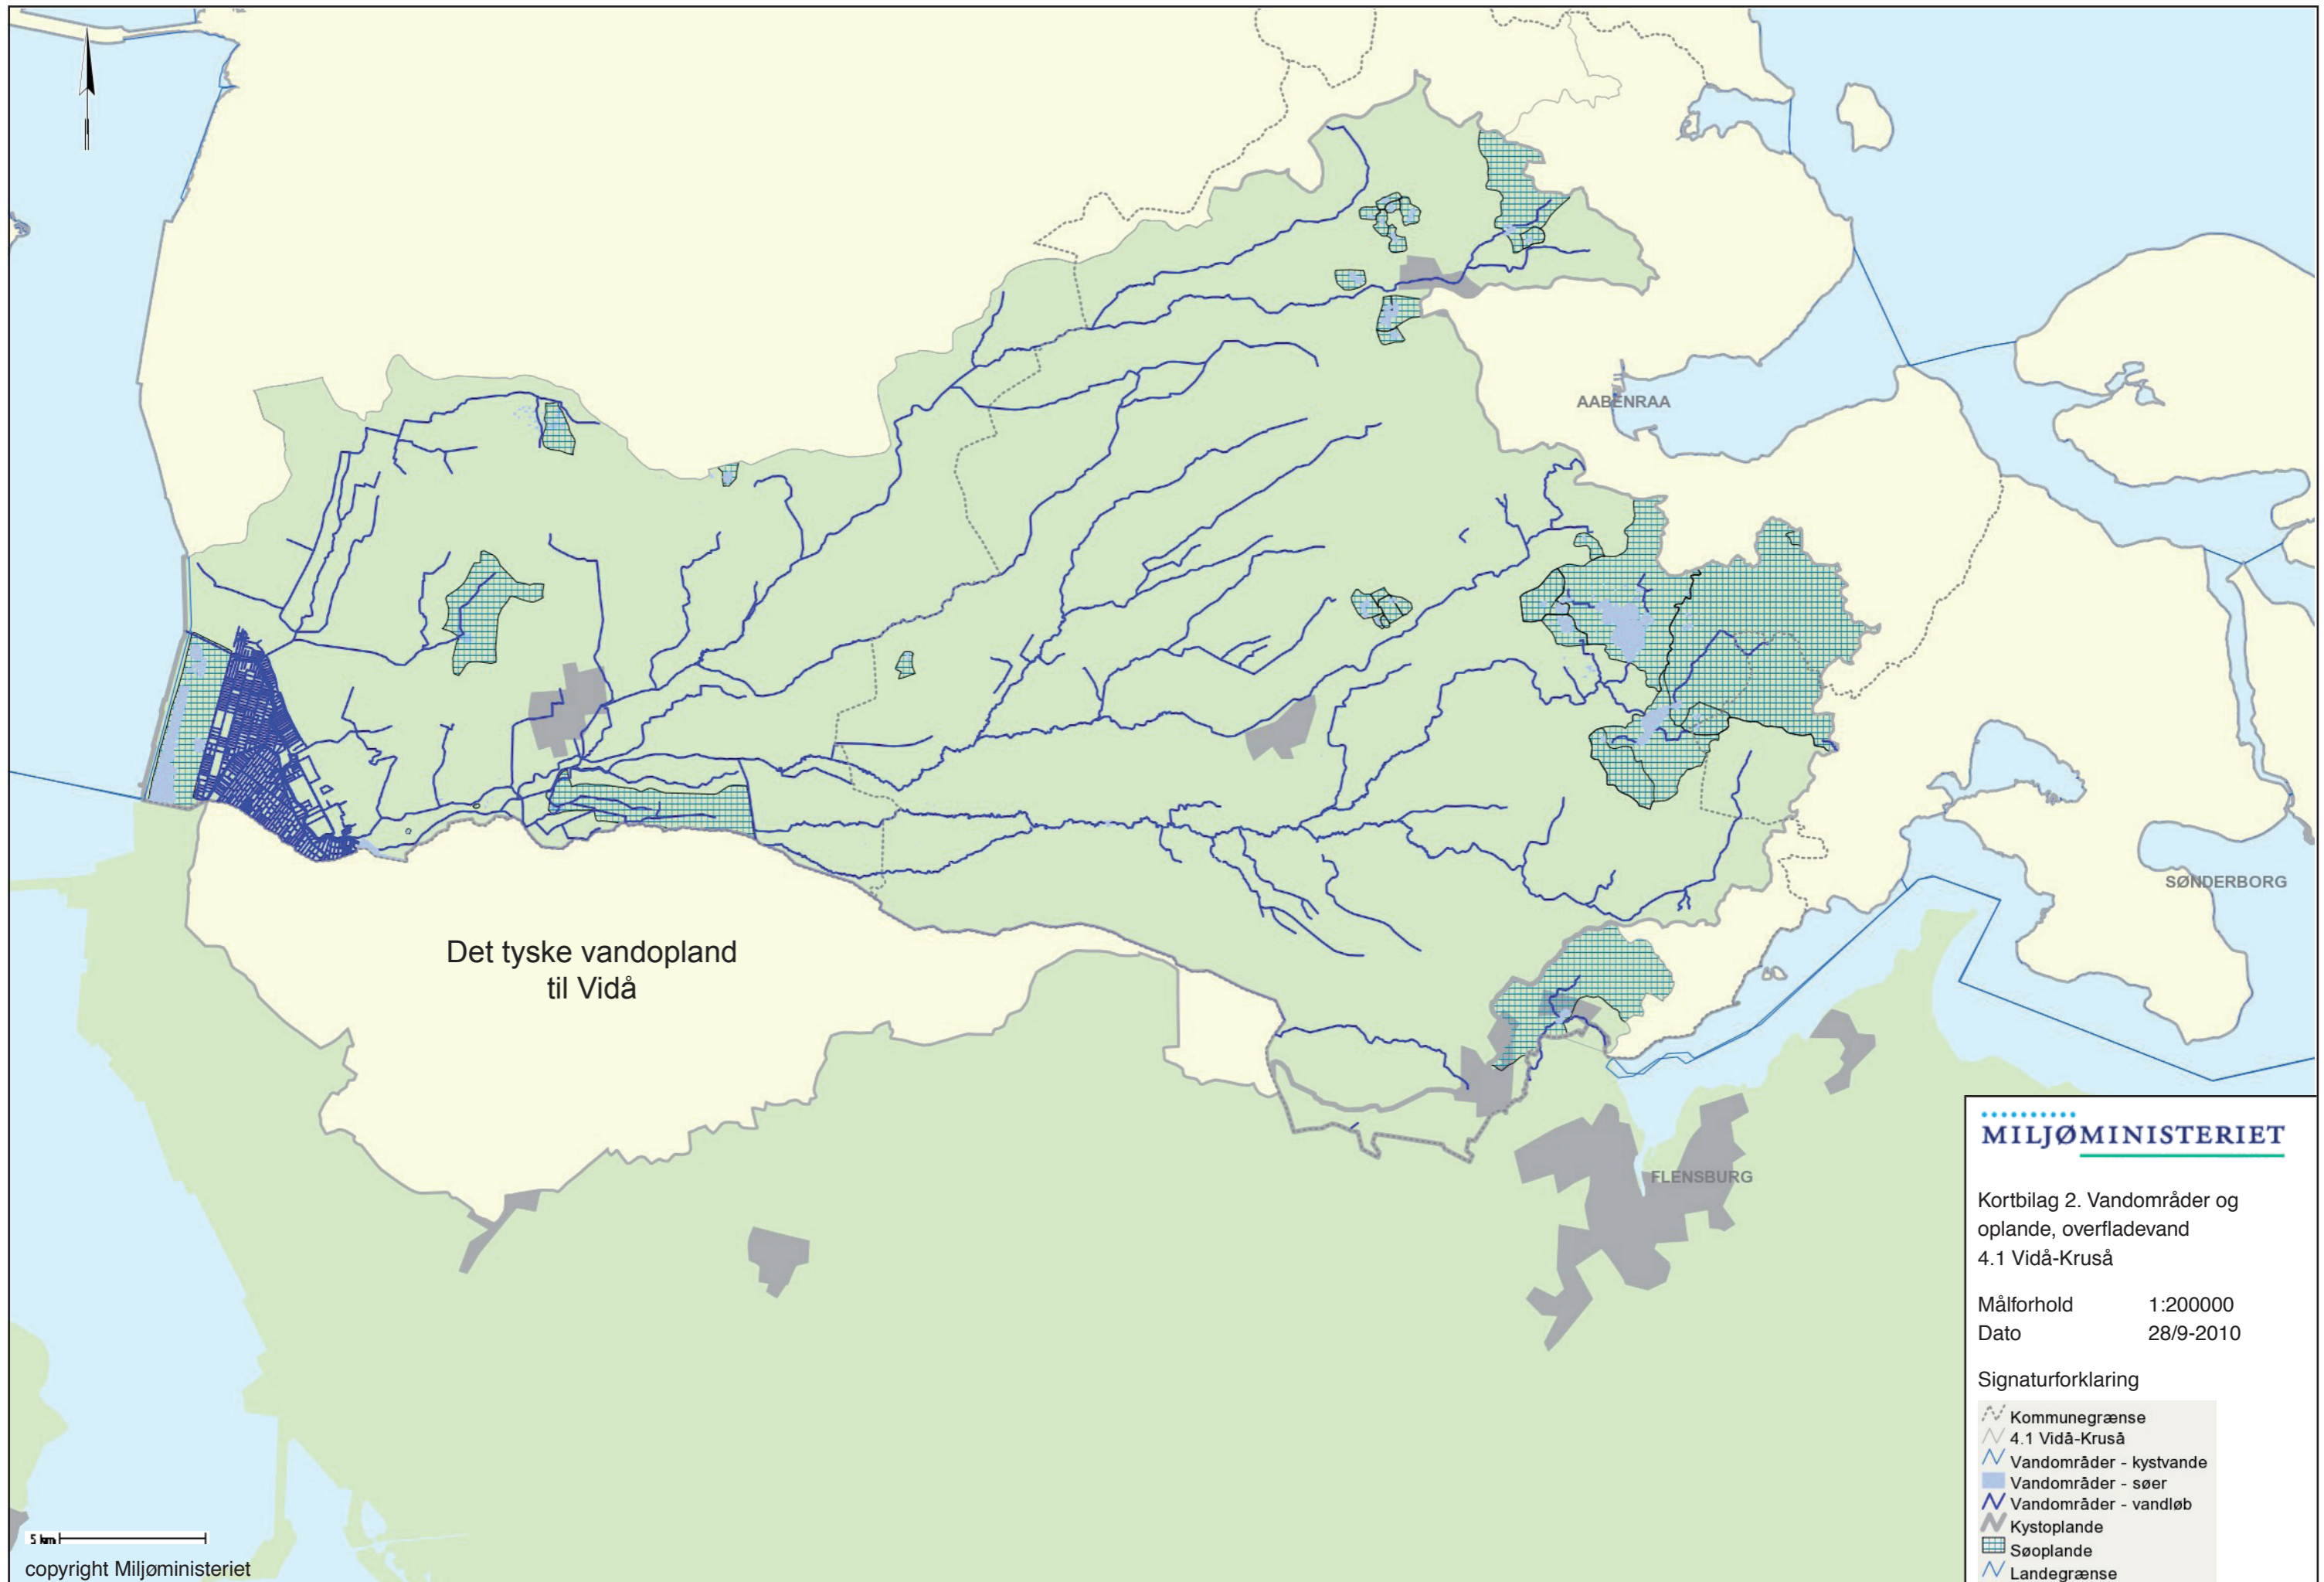 AABENRAA
SØNDERBORG
Det tyske vandopland
til Vidå
FLENSBURG
MILJØMINISTERIET
Kortbilag 2. Vandområder og
oplande, overfladevand
4.1 Vidå-Kruså
Målforhold 1:200000
Dato 28/9-2010
Signaturforklaring
Kommunegrænse
4.1 Vidå-Kruså
Vandområder - kystvande
Vandområder - søer
Vandområder - vandløb
Kystoplande
Søoplande
Landegrænse
5 km
copyright Miljøministeriet